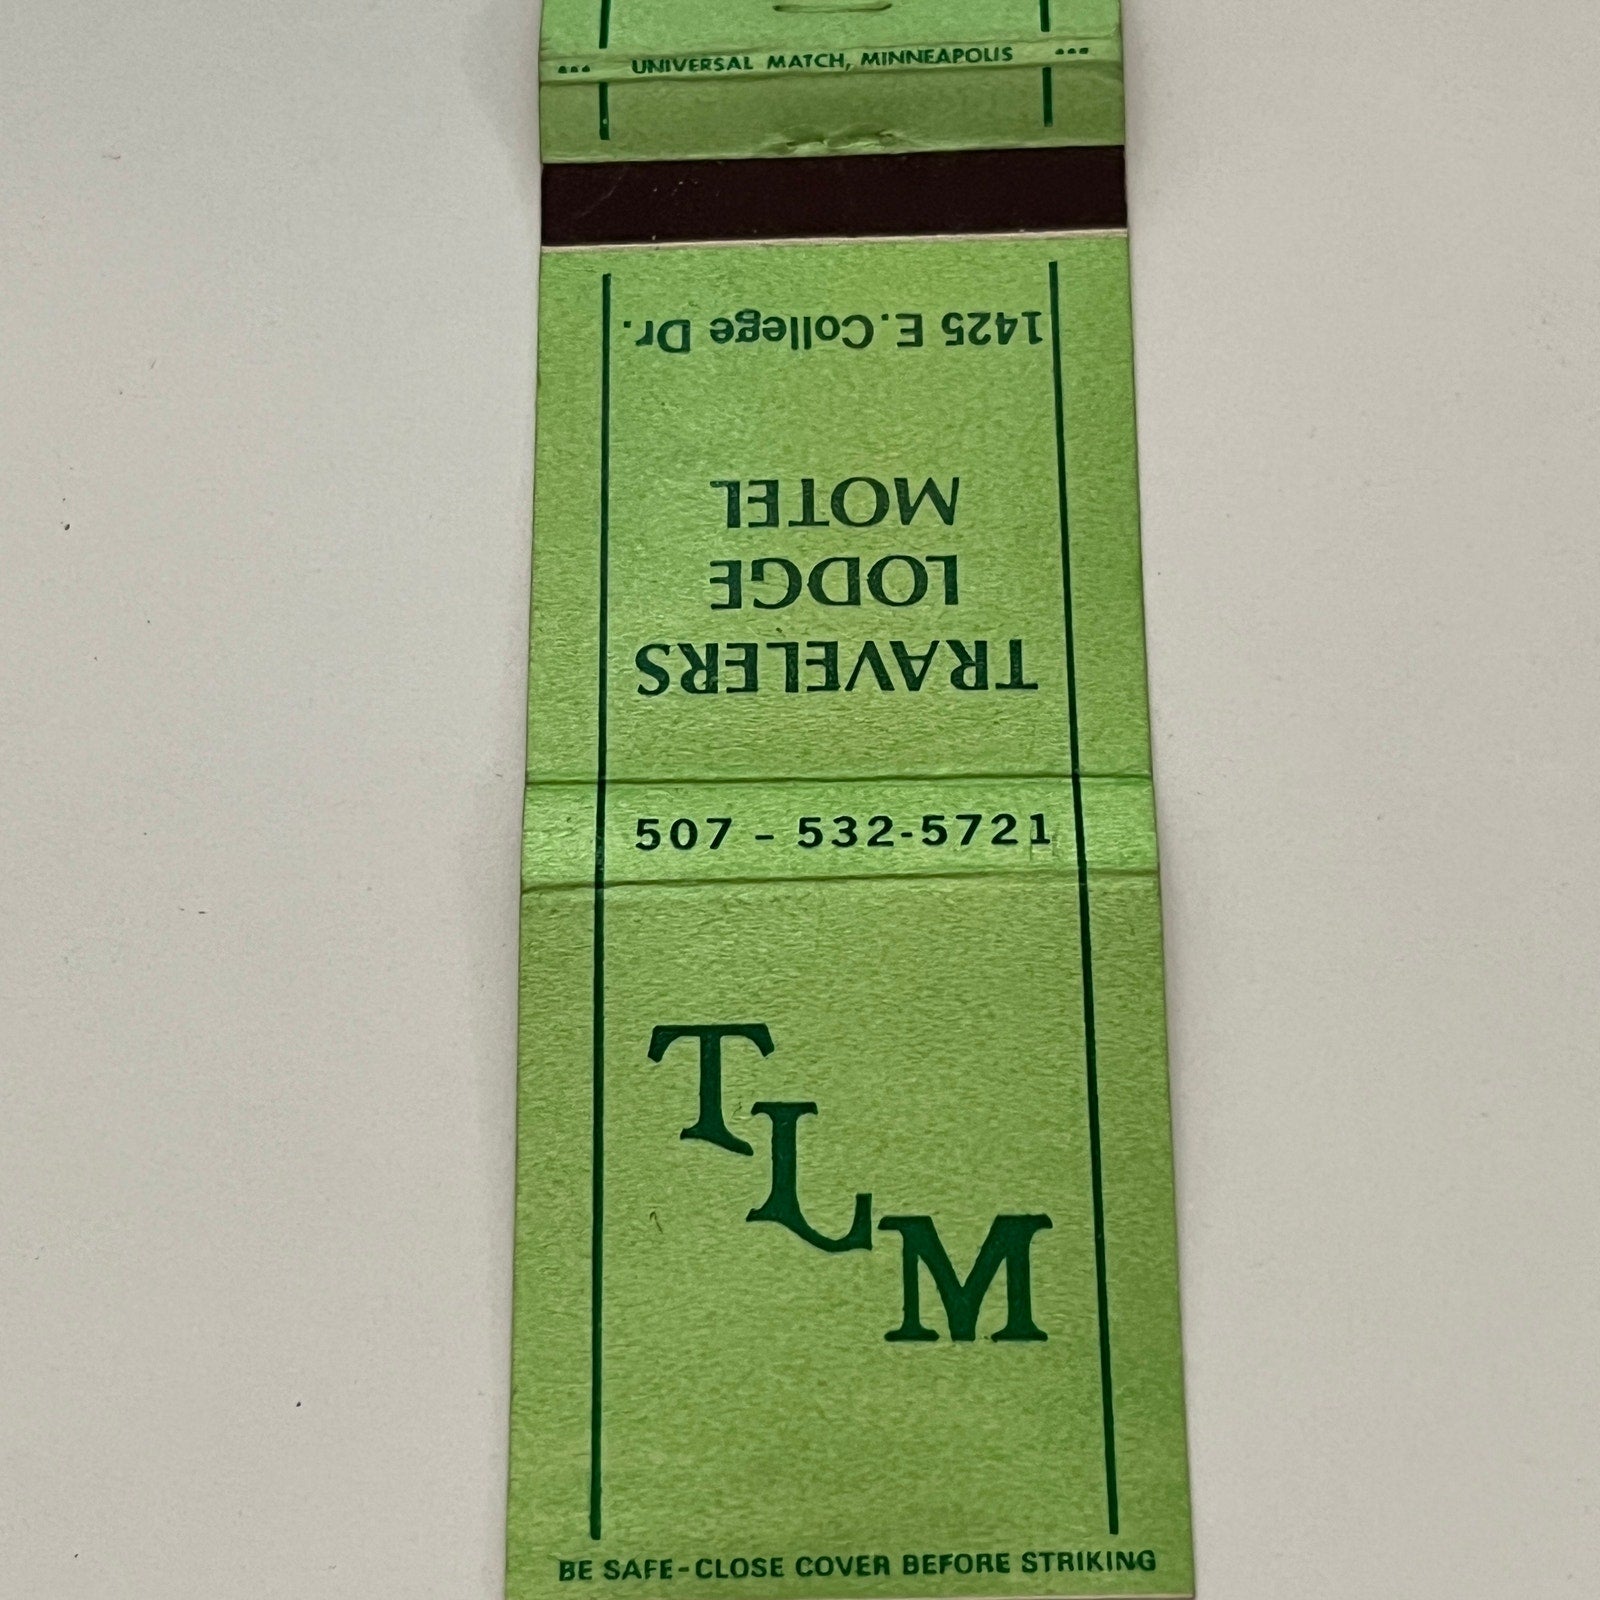 UNIVERSAL MATCH, MINNEAPOLIS
TRAVELERS
LODGE
MOTEL
1425 E. College Dr.
507 - 532-5721
TLM
BE SAFE - CLOSE COVER BEFORE STRIKING